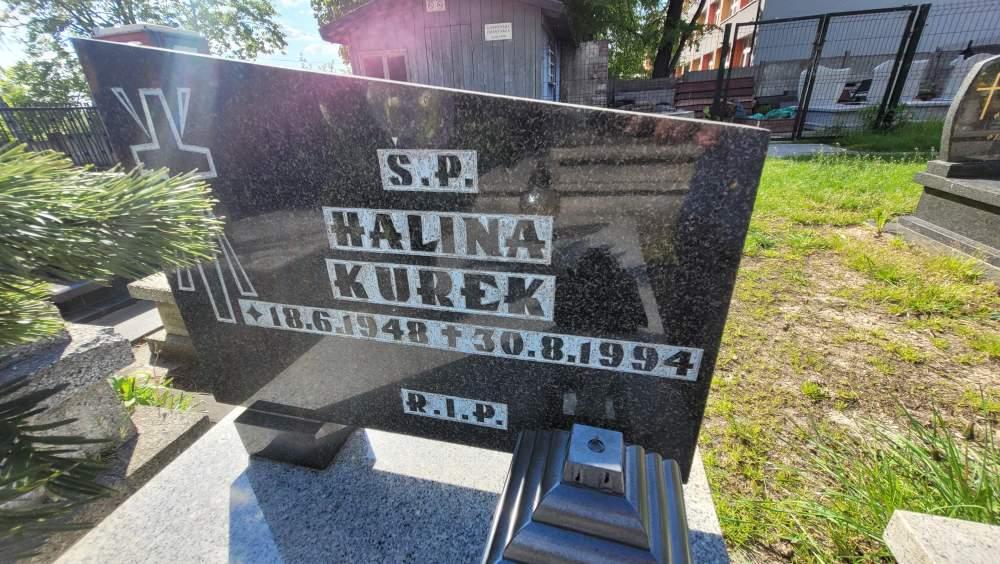 Ś.P.
HALINA
KUREK
✦18.6.1948 ✝30.8.1994
R.I.P.